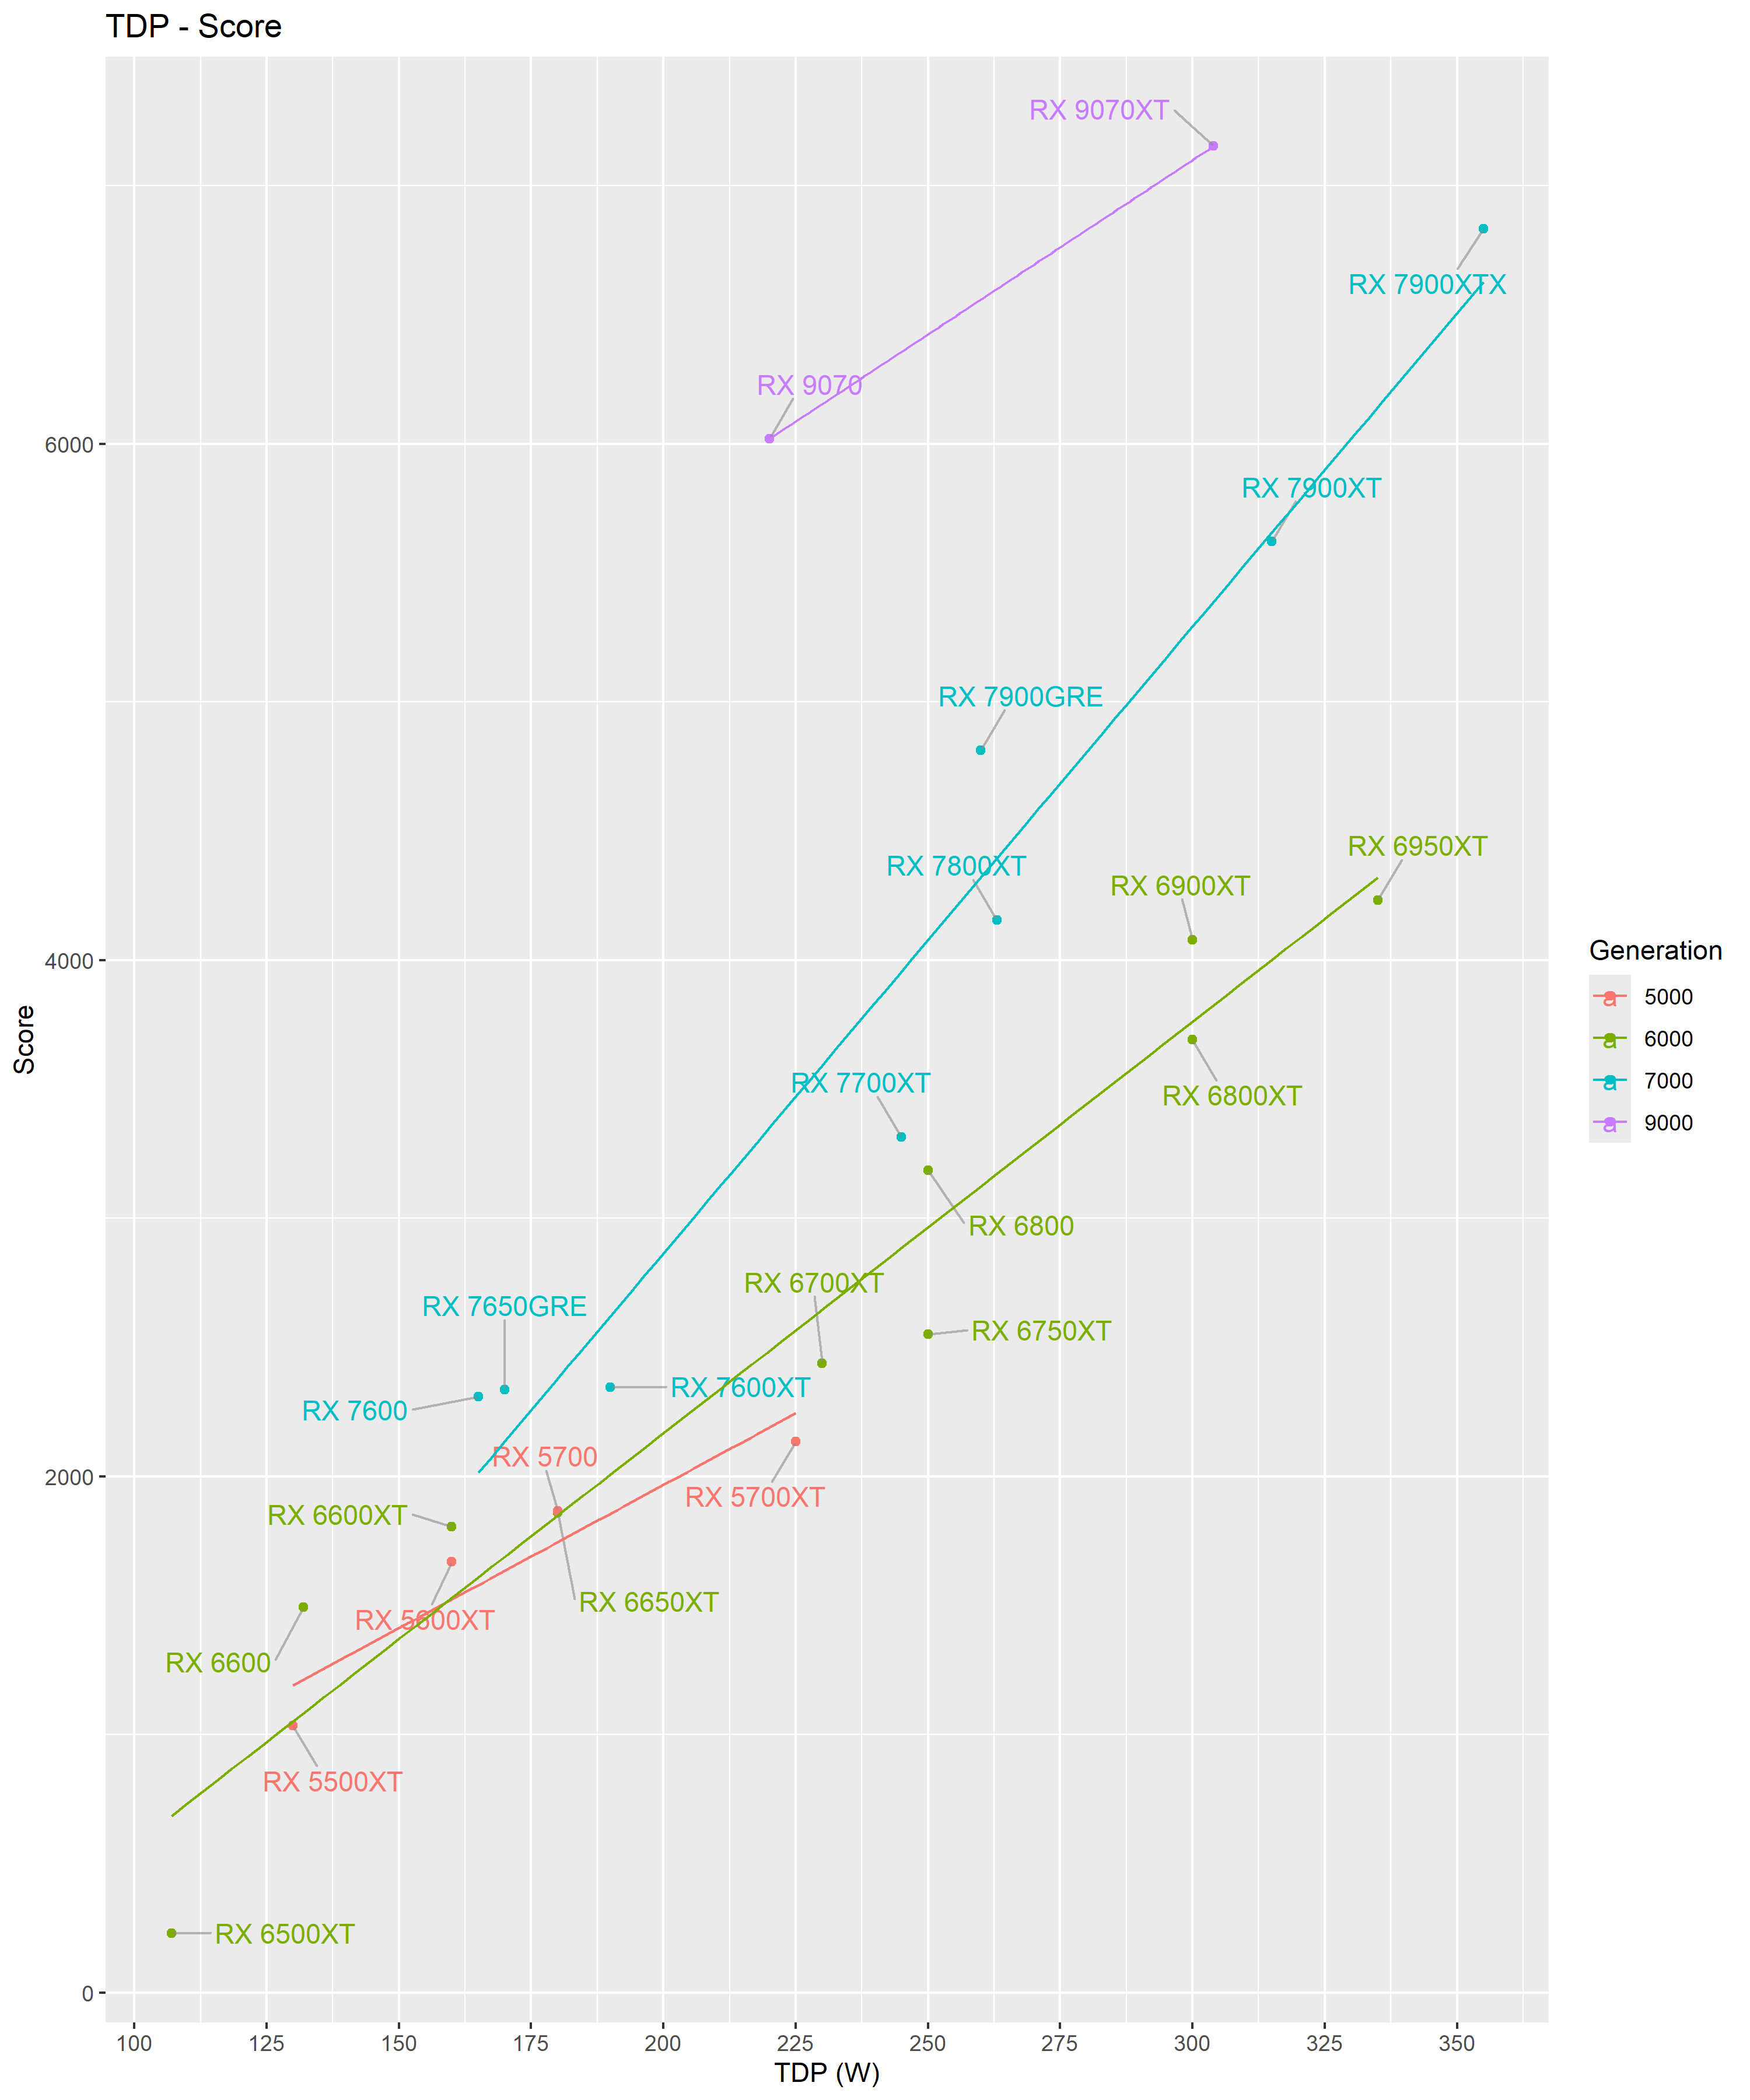 TDP - Score
RX 9070XT
RX 7900XTX
RX 9070
6000
RX 7900XT
RX 7900GRE
RX 6950XT
RX 7800XT
RX 6900XT
4000
Generation
5000
6000
7000
9000
a
a
a
a
Score
RX 7700XT
RX 6800XT
RX 6800
RX 6700XT
RX 7650GRE
RX 6750XT
RX 7600XT
RX 7600
RX 5700
2000
RX 5700XT
RX 6600XT
RX 6650XT
RX 5600XT
RX 6600
RX 5500XT
RX 6500XT
0
100 125 150 175 200 225 250 275 300 325 350
TDP (W)